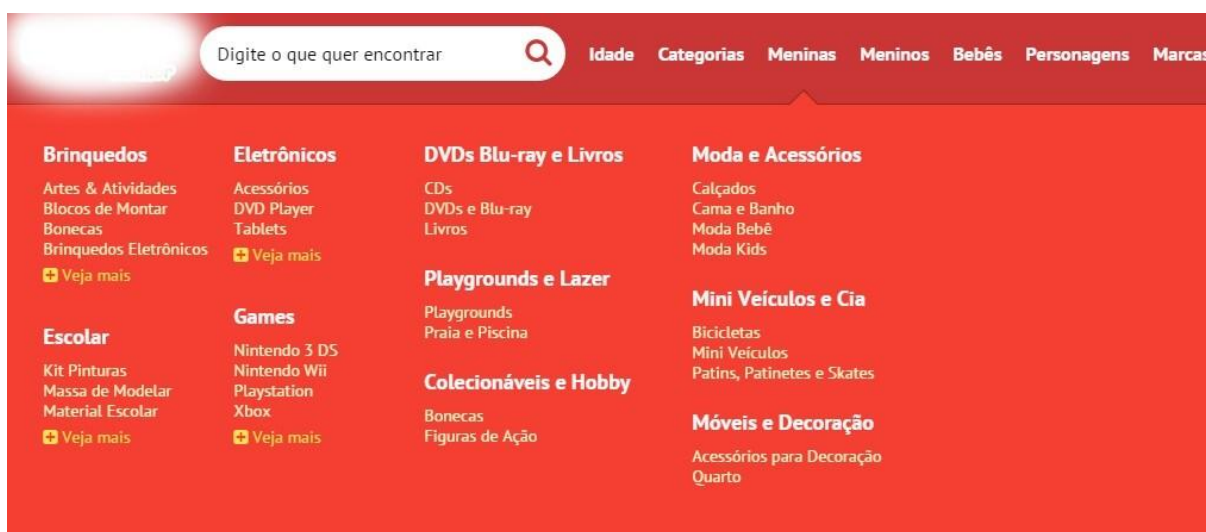 Digite o que quer encontrar
Idade Categorias Meninas Meninos Bebês Personagens Marcas
Brinquedos
Artes & Atividades
Blocos de Montar
Bonecas
Brinquedos Eletrônicos
Veja mais
Escolar
Kit Pinturas
Massa de Modelar
Material Escolar
Veja mais
Eletrônicos
Acessórios
DVD Player
Tablets
Veja mais
Games
Nintendo 3 DS
Nintendo Wii
Playstation
Xbox
Veja mais
DVDs Blu-ray e Livros
CDs
DVDs e Blu-ray
Livros
Playgrounds e Lazer
Playgrounds
Praia e Piscina
Colecionáveis e Hobby
Bonecas
Figuras de Ação
Moda e Acessórios
Calçados
Cama e Banho
Moda Bebê
Moda Kids
Mini Veículos e Cia
Bicicletas
Mini Veículos
Patins, Patinetes e Skates
Móveis e Decoração
Acessórios para Decoração
Quarto